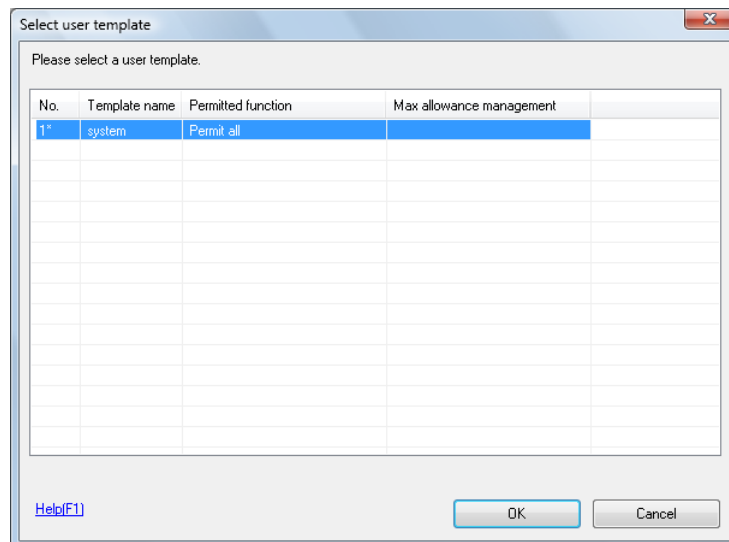 Select user template
Please select a user template.
No. Template name Permitted function Max allowance management
1* system Permit all
Help(F1)
OK Cancel